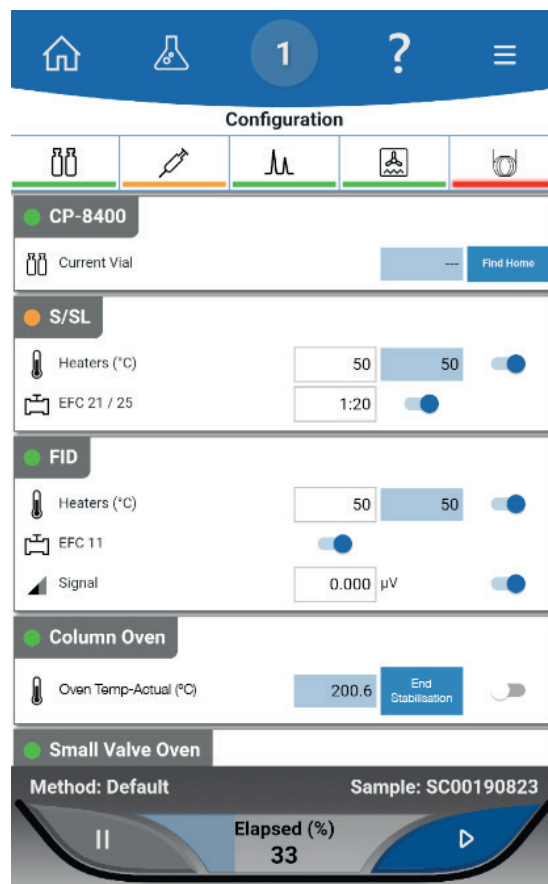 1
?
Configuration
CP-8400
Current Vial --- Find Home
S/SL
Heaters (°C) 50 50
EFC 21 / 25 1:20
FID
Heaters (°C) 50 50
EFC 11
Signal 0.000 μV
Column Oven
Oven Temp-Actual (°C) 200.6 End
Stabilisation
Small Valve Oven
Method: Default Sample: SC00190823
Elapsed (%)
33